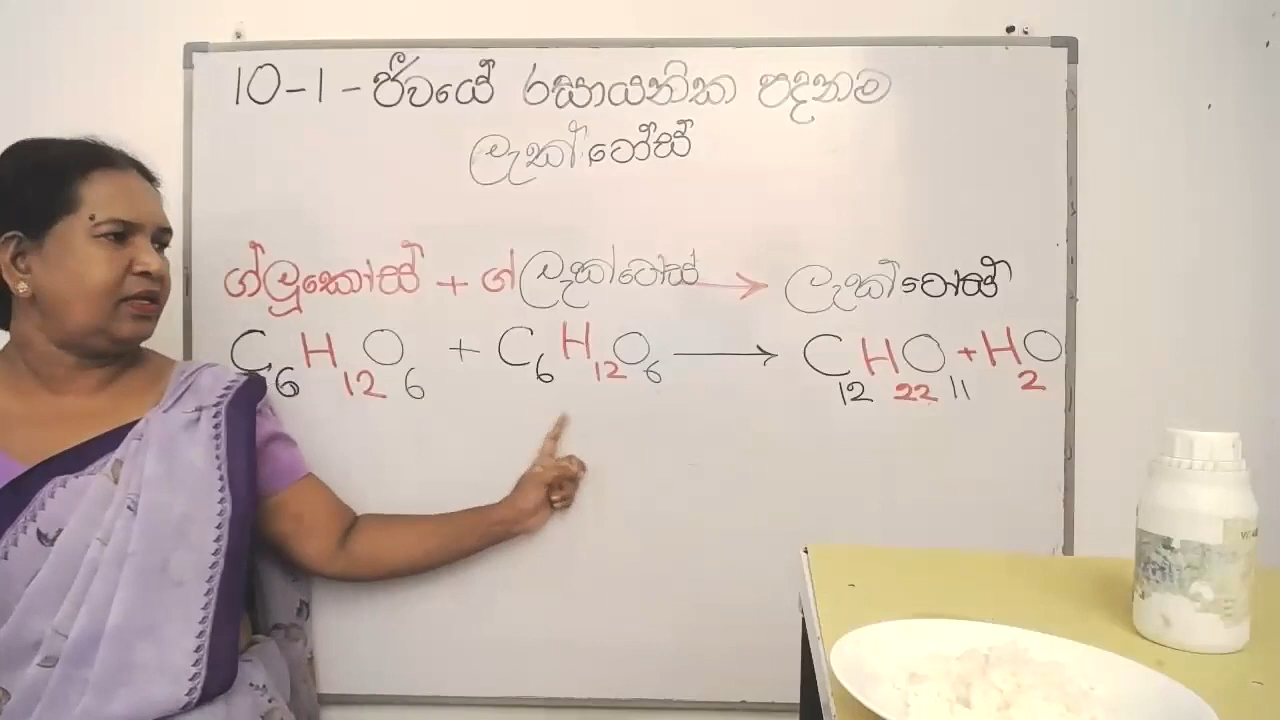 10-1 - ජීවයේ රසායනික පදනම
ලැක්ටෝස්
ග්ලූකෝස් + ග්ලැක්ටෝස් → ලැක්ටෝස්
C₆H₁₂O₆ + C₆H₁₂O₆ → C₁₂H₂₂O₁₁ + H₂O